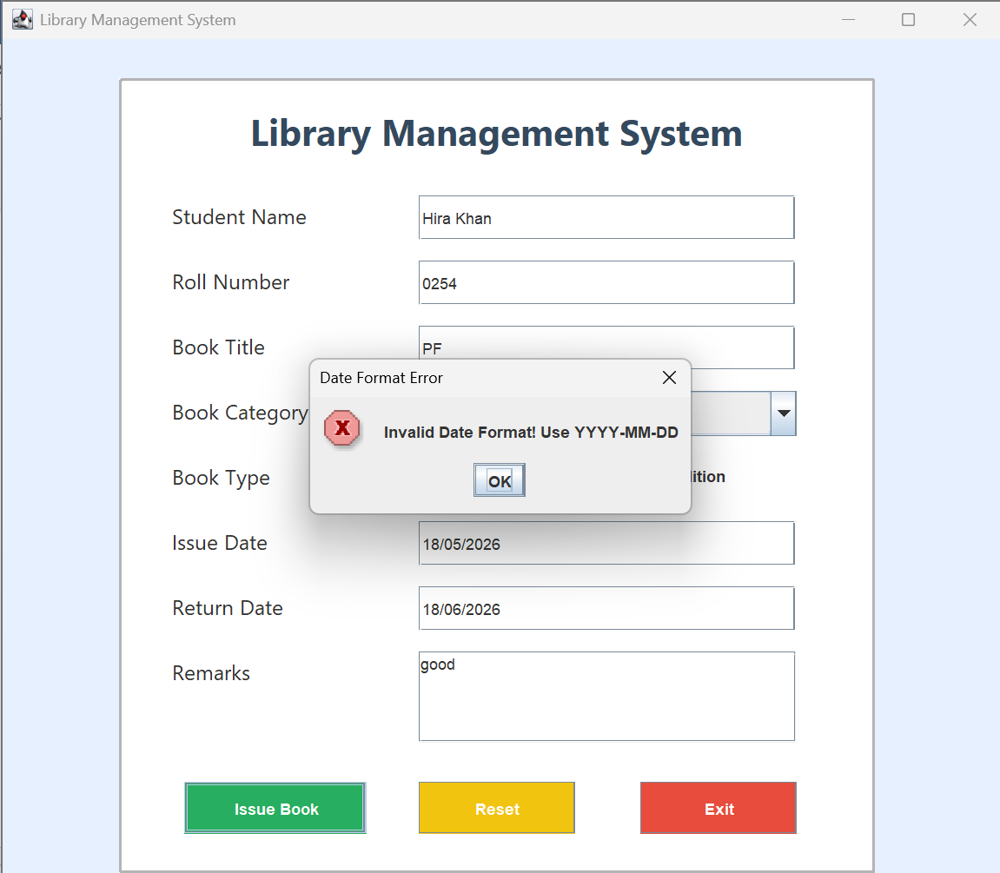 Library Management System
Library Management System
Student Name
Hira Khan
Roll Number
0254
Book Title
PF
Date Format Error
Book Category
Invalid Date Format! Use YYYY-MM-DD
OK
Book Type
ition
Issue Date
18/05/2026
Return Date
18/06/2026
Remarks
good
Issue Book
Reset
Exit